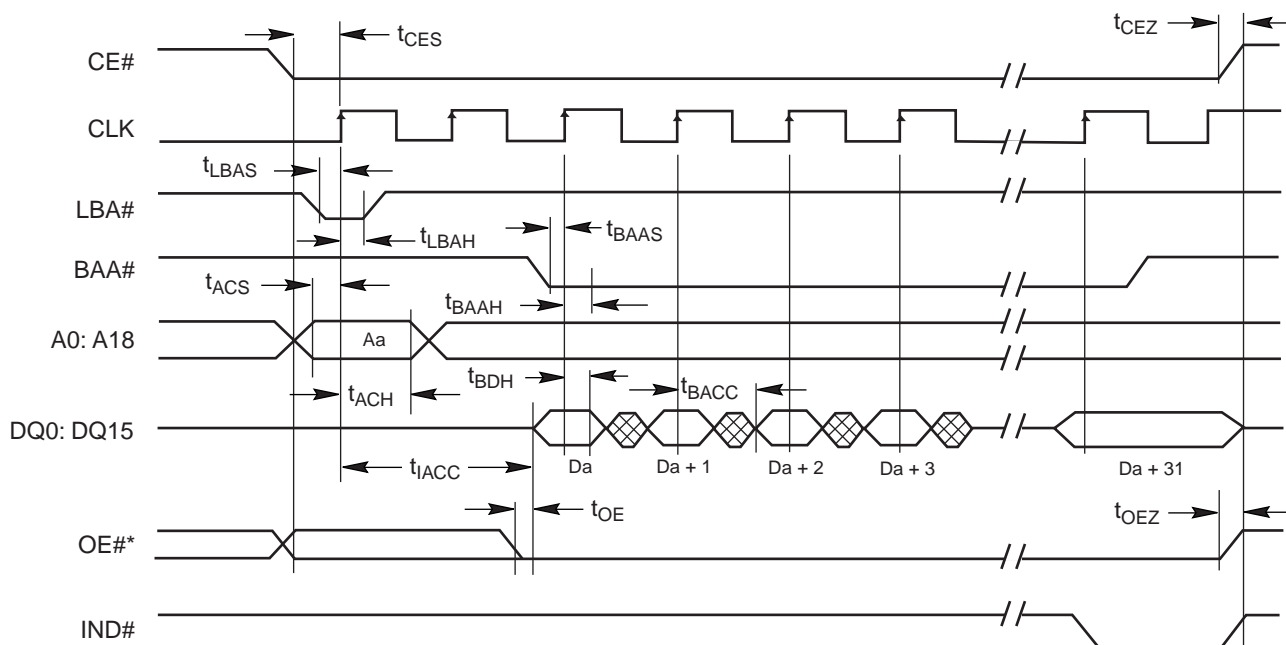 tCES
tCEZ
CE#
CLK
tLBAS
LBA#
tLBAH
tBAAS
BAA#
tACS
tBAAH
A0: A18
Aa
tACH
tBDH
tBACC
DQ0: DQ15
Da
Da + 1
Da + 2
Da + 3
Da + 31
tIACC
tOE
tOEZ
OE#*
IND#